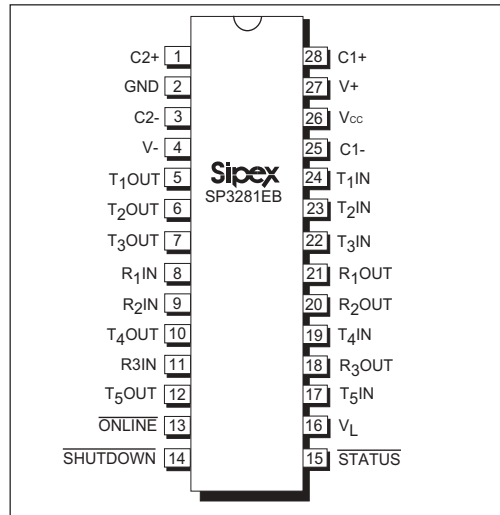 C2+ 1 28 C1+
GND 2 27 V+
C2- 3 26 Vcc
V- 4 25 C1-
T1OUT 5 24 T1IN
Sipex
SP3281EB
T2OUT 6 23 T2IN
T3OUT 7 22 T3IN
R1IN 8 21 R1OUT
R2IN 9 20 R2OUT
T4OUT 10 19 T4IN
R3IN 11 18 R3OUT
T5OUT 12 17 T5IN
ONLINE 13 16 VL
SHUTDOWN 14 15 STATUS